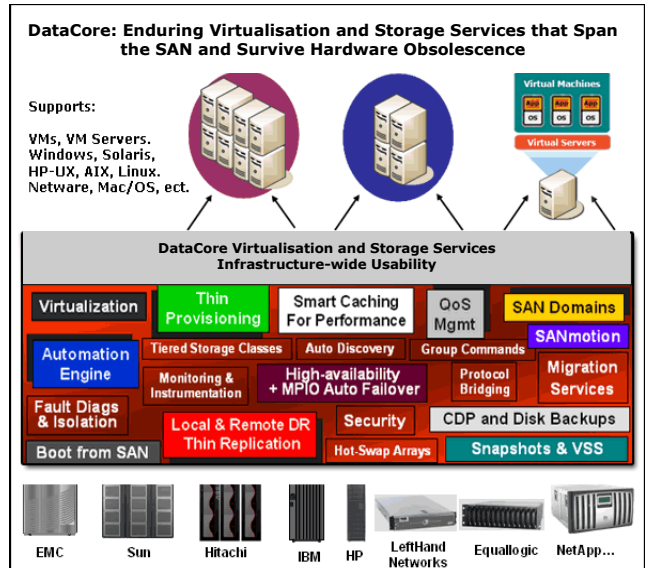 DataCore: Enduring Virtualisation and Storage Services that Span
the SAN and Survive Hardware Obsolescence
Supports:
VMs, VM Servers.
Windows, Solaris,
HP-UX, AIX, Linux.
Netware, Mac/OS, ect.
Virtual Machines
App App App
OS OS OS
Virtual Servers
DataCore Virtualisation and Storage Services
Infrastructure-wide Usability
Virtualization
Thin
Provisioning
Smart Caching
For Performance
QoS
Mgmt
SAN Domains
SANmotion
Automation
Engine
Tiered Storage Classes
Auto Discovery
Group Commands
Monitoring &
Instrumentation
High-availability
+ MPIO Auto Failover
Protocol
Bridging
Migration
Services
Fault Diags
& Isolation
Local & Remote DR
Thin Replication
Security
CDP and Disk Backups
Boot from SAN
Hot-Swap Arrays
Snapshots & VSS
EMC
Sun
Hitachi
IBM
HP
LeftHand
Networks
Equallogic
NetApp...